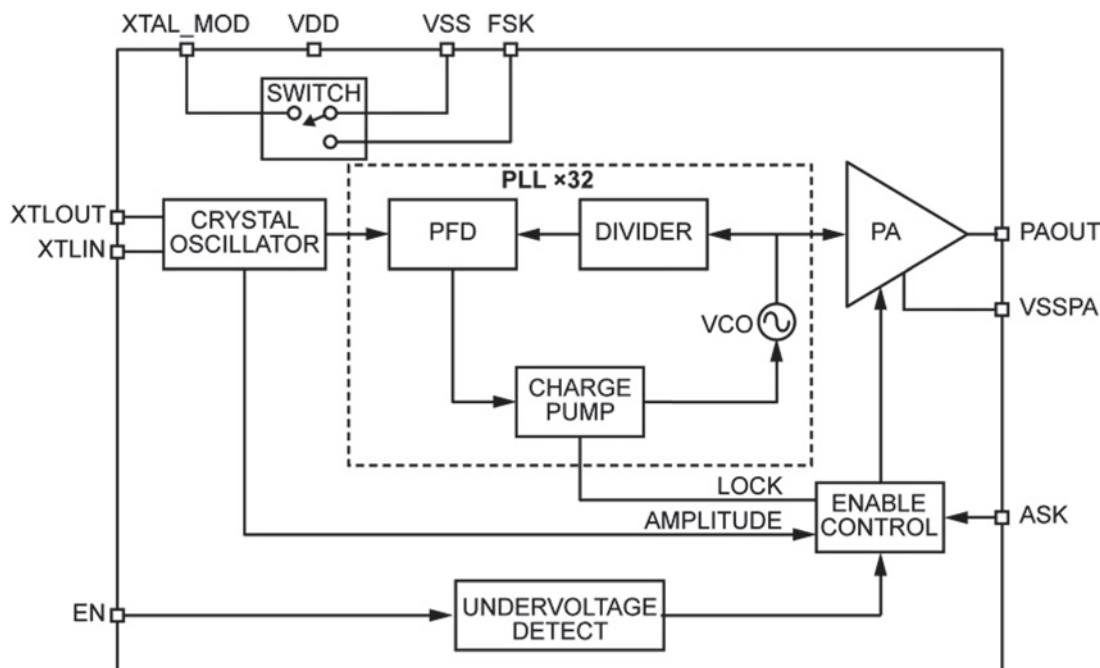 XTAL_MOD VDD VSS FSK
SWITCH
PLL ×32
XTLOUT
XTLIN
CRYSTAL
OSCILLATOR
PFD
DIVIDER
PA
PAOUT
VSSPA
VCO
CHARGE
PUMP
LOCK
AMPLITUDE
ENABLE
CONTROL
ASK
EN
UNDERVOLTAGE
DETECT